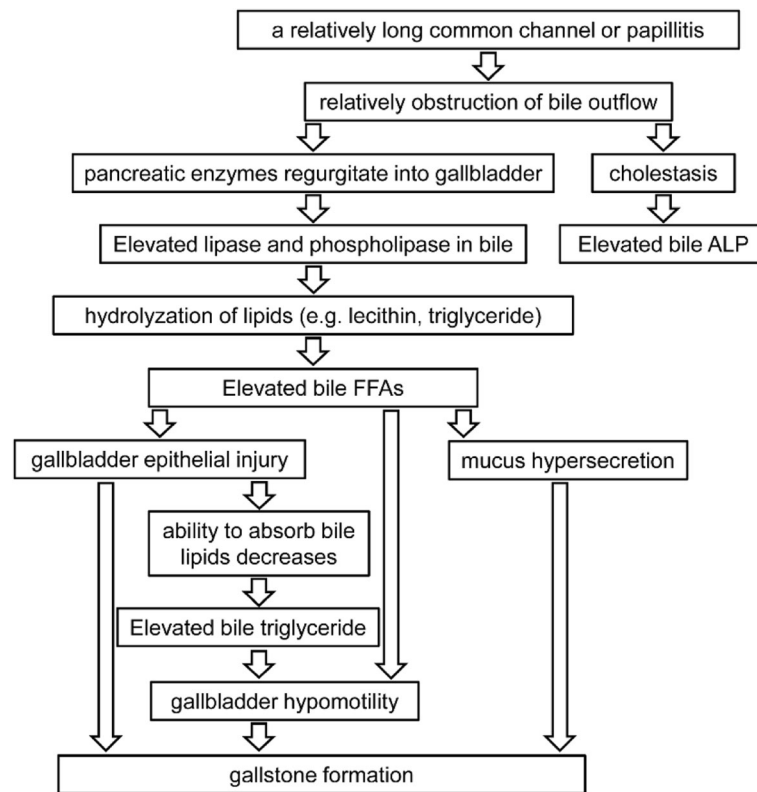 a relatively long common channel or papillitis
relatively obstruction of bile outflow
pancreatic enzymes regurgitate into gallbladder
cholestasis
Elevated lipase and phospholipase in bile
Elevated bile ALP
hydrolyzation of lipids (e.g. lecithin, triglyceride)
Elevated bile FFAs
gallbladder epithelial injury
mucus hypersecretion
ability to absorb bile
lipids decreases
Elevated bile triglyceride
gallbladder hypomotility
gallstone formation